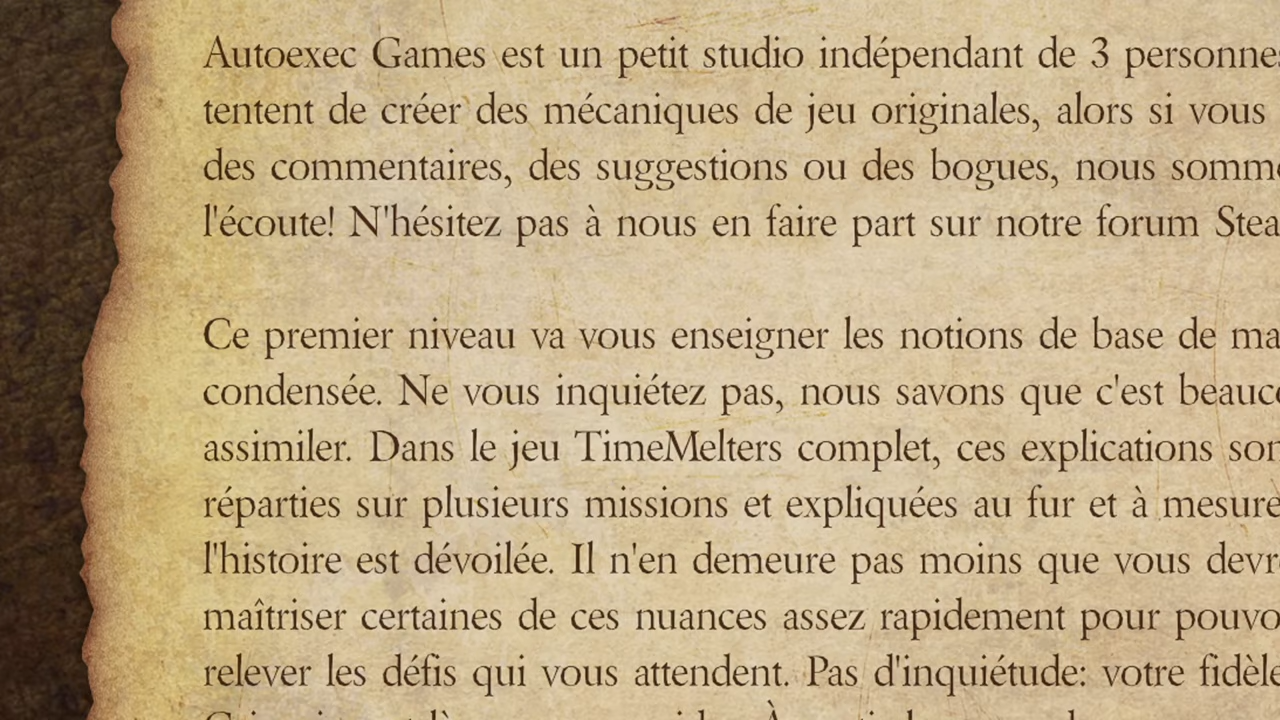 Autoexec Games est un petit studio indépendant de 3 personne
tentent de créer des mécaniques de jeu originales, alors si vous
des commentaires, des suggestions ou des bogues, nous somm
l'écoute! N'hésitez pas à nous en faire part sur notre forum Stea
Ce premier niveau va vous enseigner les notions de base de ma
condensée. Ne vous inquiétez pas, nous savons que c'est beauc
assimiler. Dans le jeu TimeMelters complet, ces explications son
réparties sur plusieurs missions et expliquées au fur et à mesure
l'histoire est dévoilée. Il n'en demeure pas moins que vous devr
maîtriser certaines de ces nuances assez rapidement pour pouvo
relever les défis qui vous attendent. Pas d'inquiétude: votre fidèle